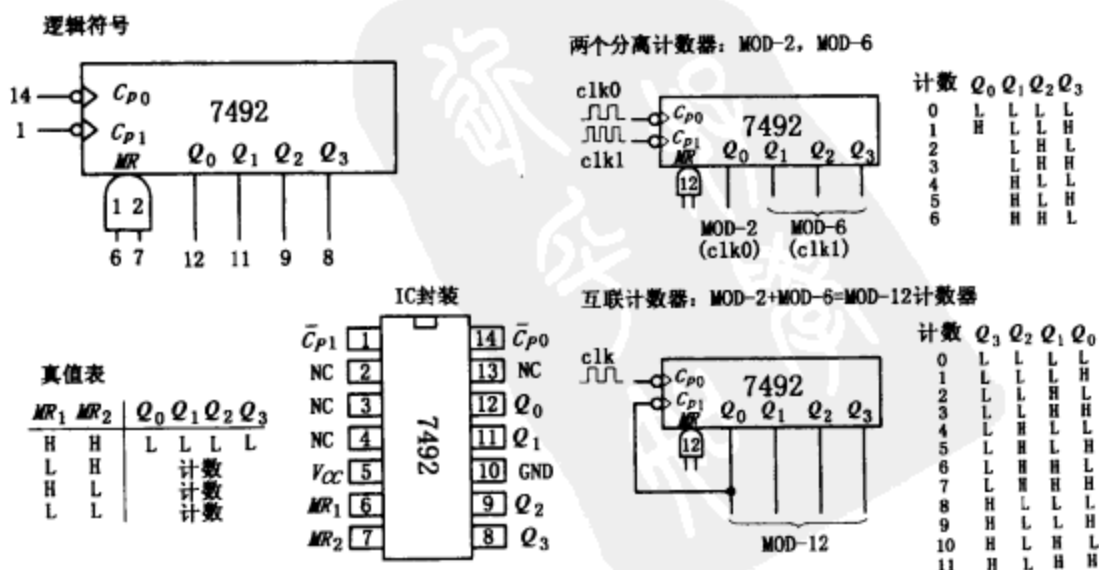 逻辑符号
14
1
C_P0
C_P1
7492
MR
Q0 Q1 Q2 Q3
1 2
6 7 12 11 9 8
真值表
MR1 MR2 Q0 Q1 Q2 Q3
H H L L L L
L H 计数
H L 计数
L L 计数
IC封装
C̄P1 1 14 C̄P0
NC 2 13 NC
NC 3 12 Q0
NC 4 11 Q1
VCC 5 10 GND
MR1 6 9 Q2
MR2 7 8 Q3
7492
两个分离计数器：MOD-2，MOD-6
clk0
clk1
CP0
CP1
7492
MR
Q0 Q1 Q2 Q3
12
MOD-2 MOD-6
(clk0) (clk1)
计数 Q0 Q1 Q2 Q3
0 L L L L
1 H L L H
2 L H L
3 L H H
4 H L L
5 H L H
6 H H L
互联计数器：MOD-2+MOD-6=MOD-12计数器
clk
CP0
CP1
7492
MR
Q0 Q1 Q2 Q3
12
MOD-12
计数 Q3 Q2 Q1 Q0
0 L L L L
1 L L L H
2 L L H L
3 L L H H
4 L H L L
5 L H L H
6 L H H L
7 L H H H
8 H L L L
9 H L L H
10 H L H L
11 H L H H